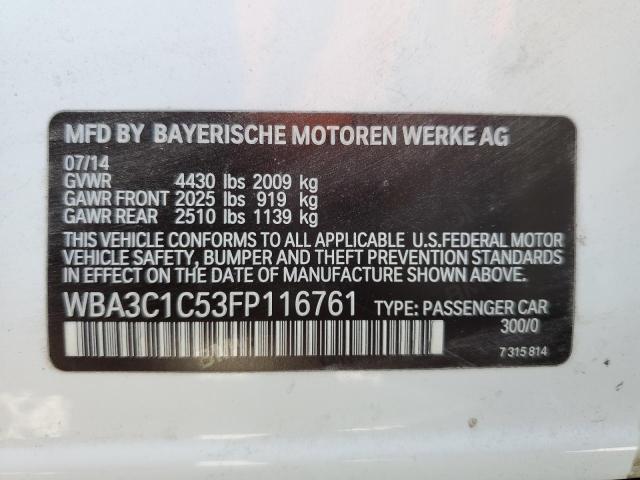 MFD BY BAYERISCHE MOTOREN WERKE AG
07/14
GVWR 4430 lbs 2009 kg
GAWR FRONT 2025 lbs 919 kg
GAWR REAR 2510 lbs 1139 kg
THIS VEHICLE CONFORMS TO ALL APPLICABLE U.S.FEDERAL MOTOR
VEHICLE SAFETY, BUMPER AND THEFT PREVENTION STANDARDS
IN EFFECT ON THE DATE OF MANUFACTURE SHOWN ABOVE.
WBA3C1C53FP116761 TYPE: PASSENGER CAR
300/0
7 315 814